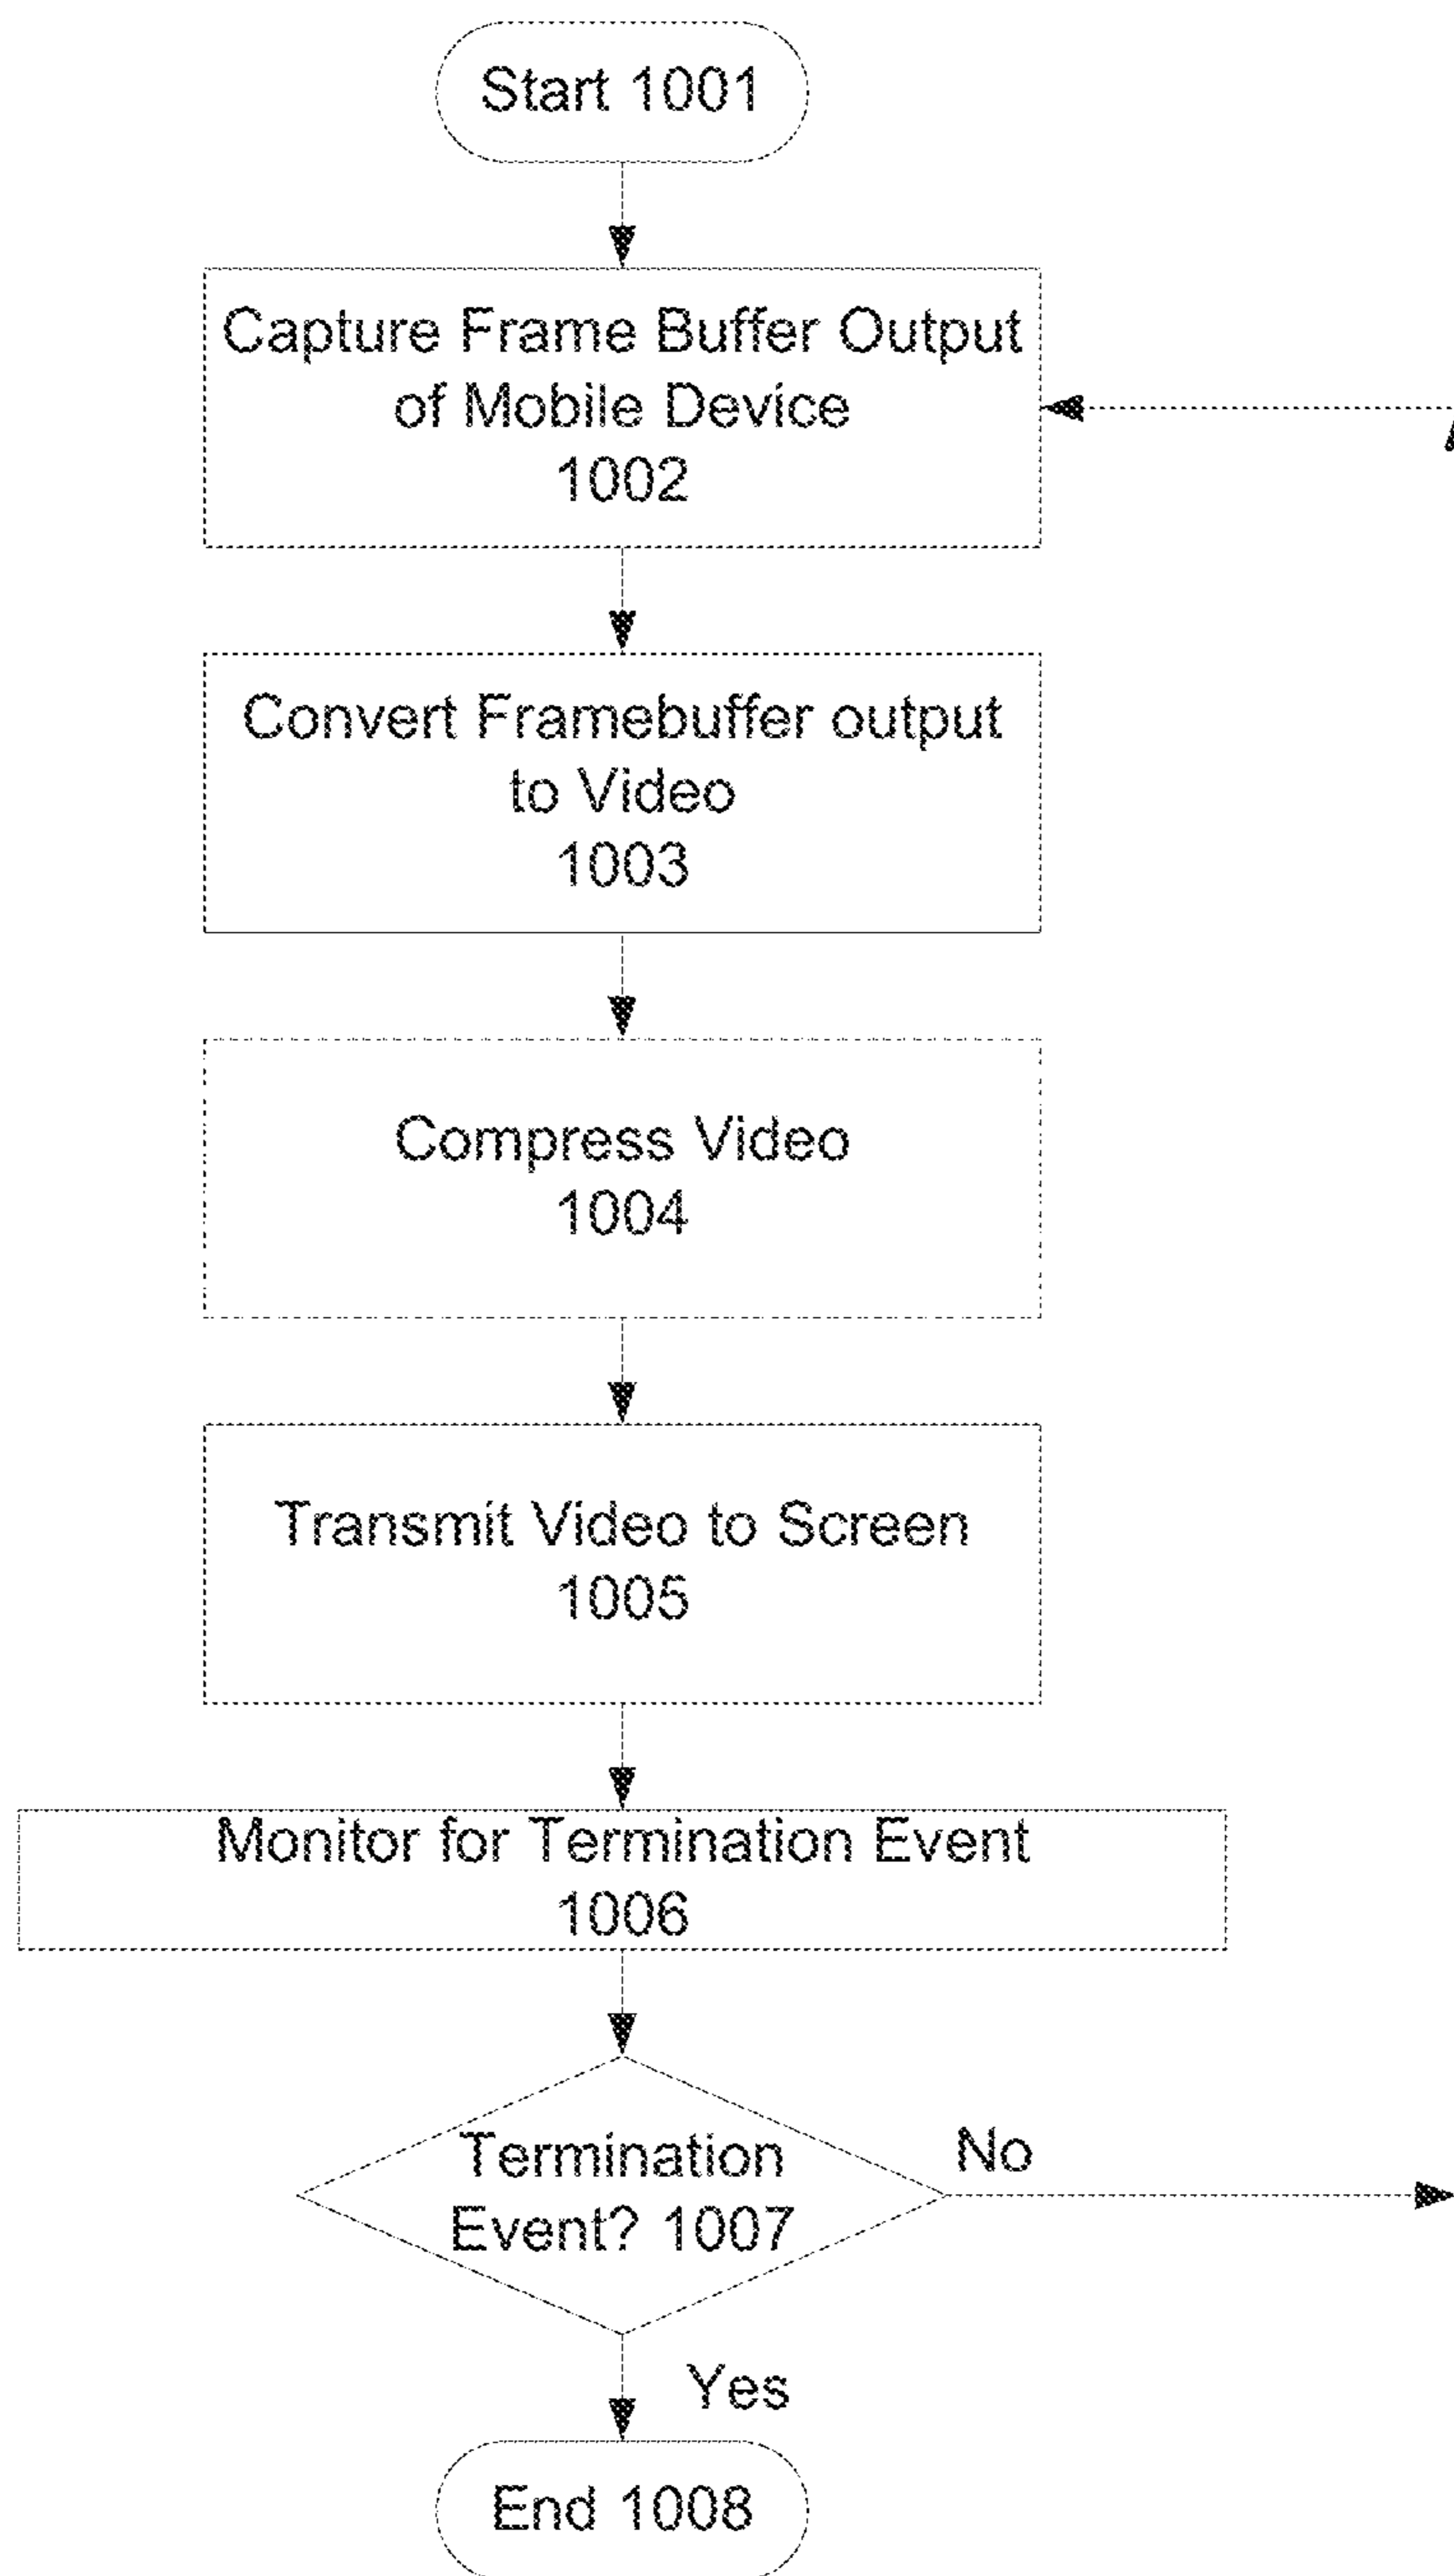 Start 1001
Capture Frame Buffer Output
of Mobile Device
1002
Convert Framebuffer output
to Video
1003
Compress Video
1004
Transmit Video to Screen
1005
Monitor for Termination Event
1006
Termination
Event? 1007
No
Yes
End 1008